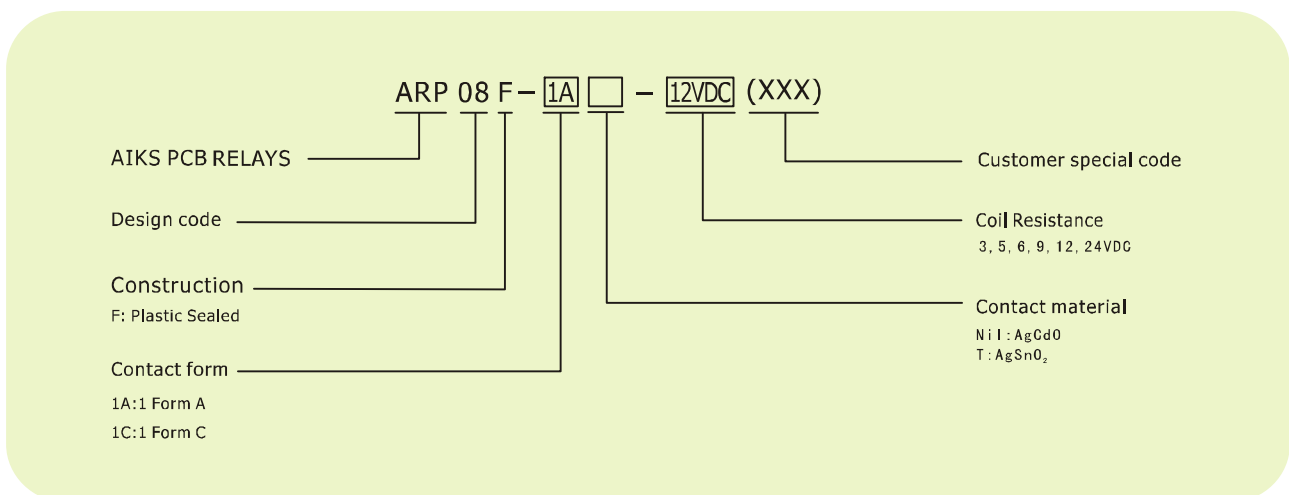 ARP 08 F - 1A □ - 12VDC (XXX)
AIKS PCB RELAYS
Design code
Construction
F: Plastic Sealed
Contact form
1A:1 Form A
1C:1 Form C
Customer special code
Coil Resistance
3, 5, 6, 9, 12, 24VDC
Contact material
Nil:AgCdO
T:AgSnO₂